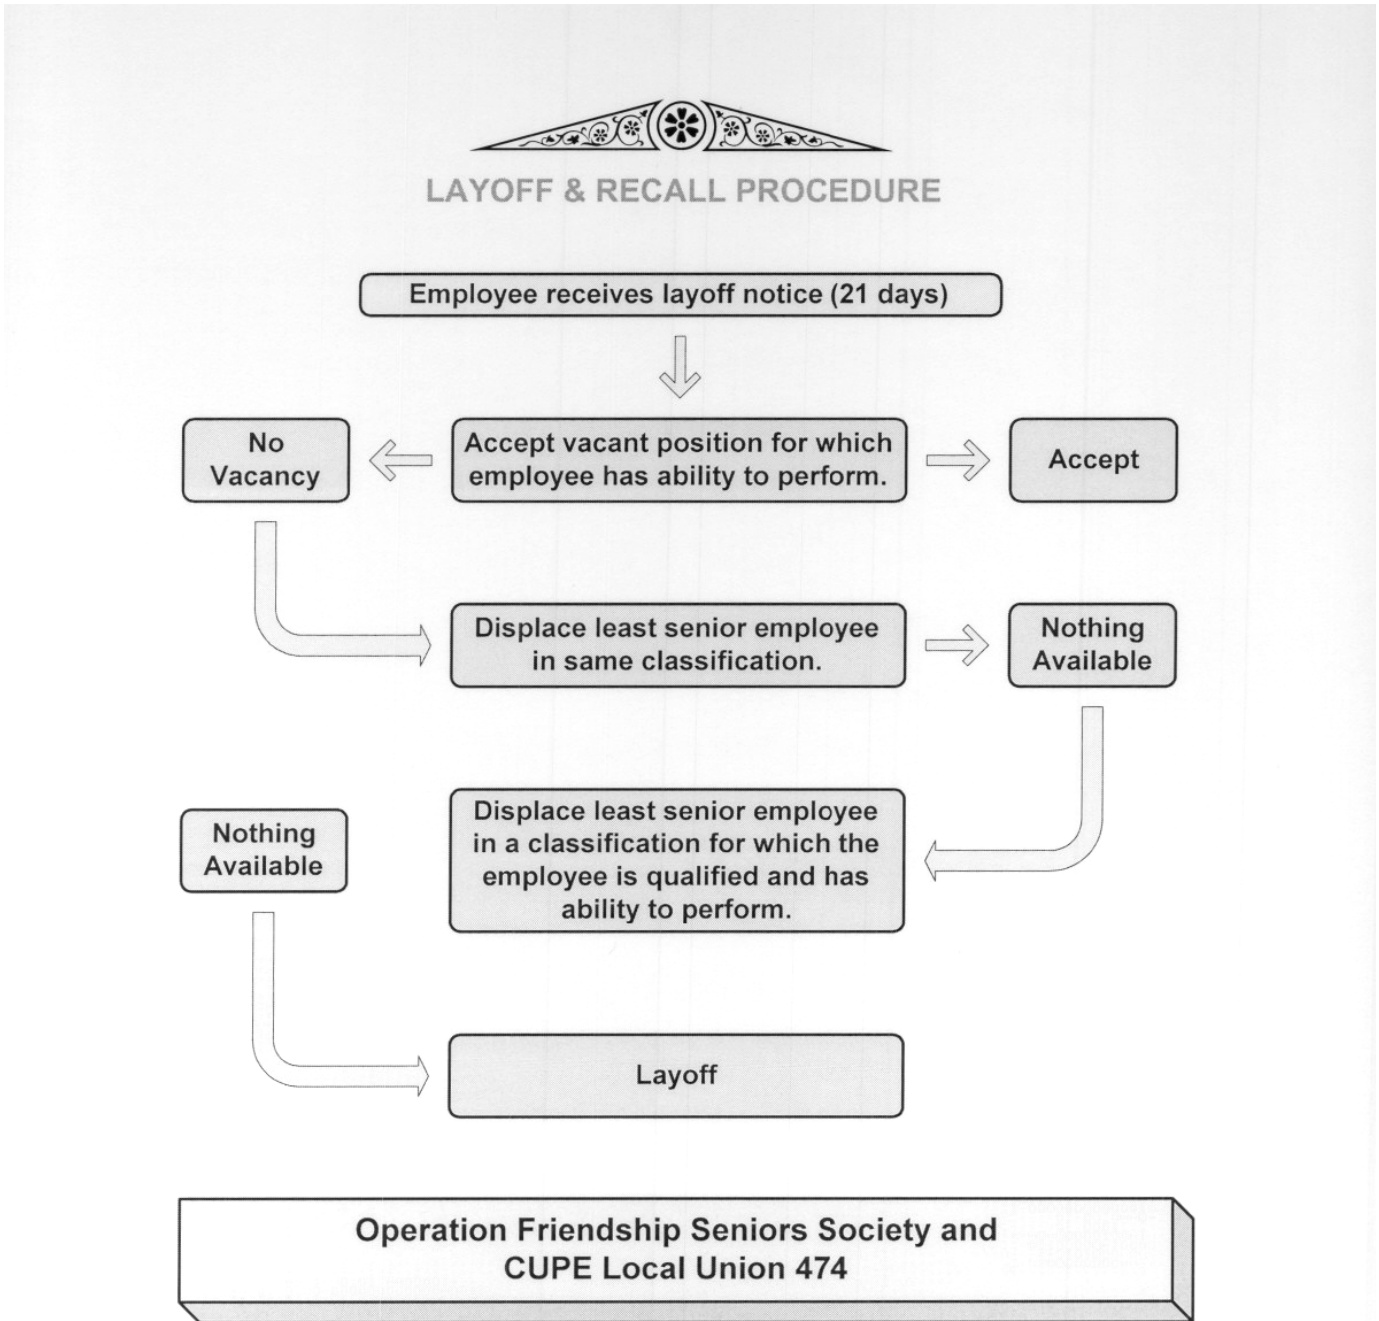 LAYOFF & RECALL PROCEDURE
Employee receives layoff notice (21 days)
No
Vacancy
Accept vacant position for which
employee has ability to perform.
Accept
Displace least senior employee
in same classification.
Nothing
Available
Nothing
Available
Displace least senior employee
in a classification for which the
employee is qualified and has
ability to perform.
Layoff
Operation Friendship Seniors Society and
CUPE Local Union 474